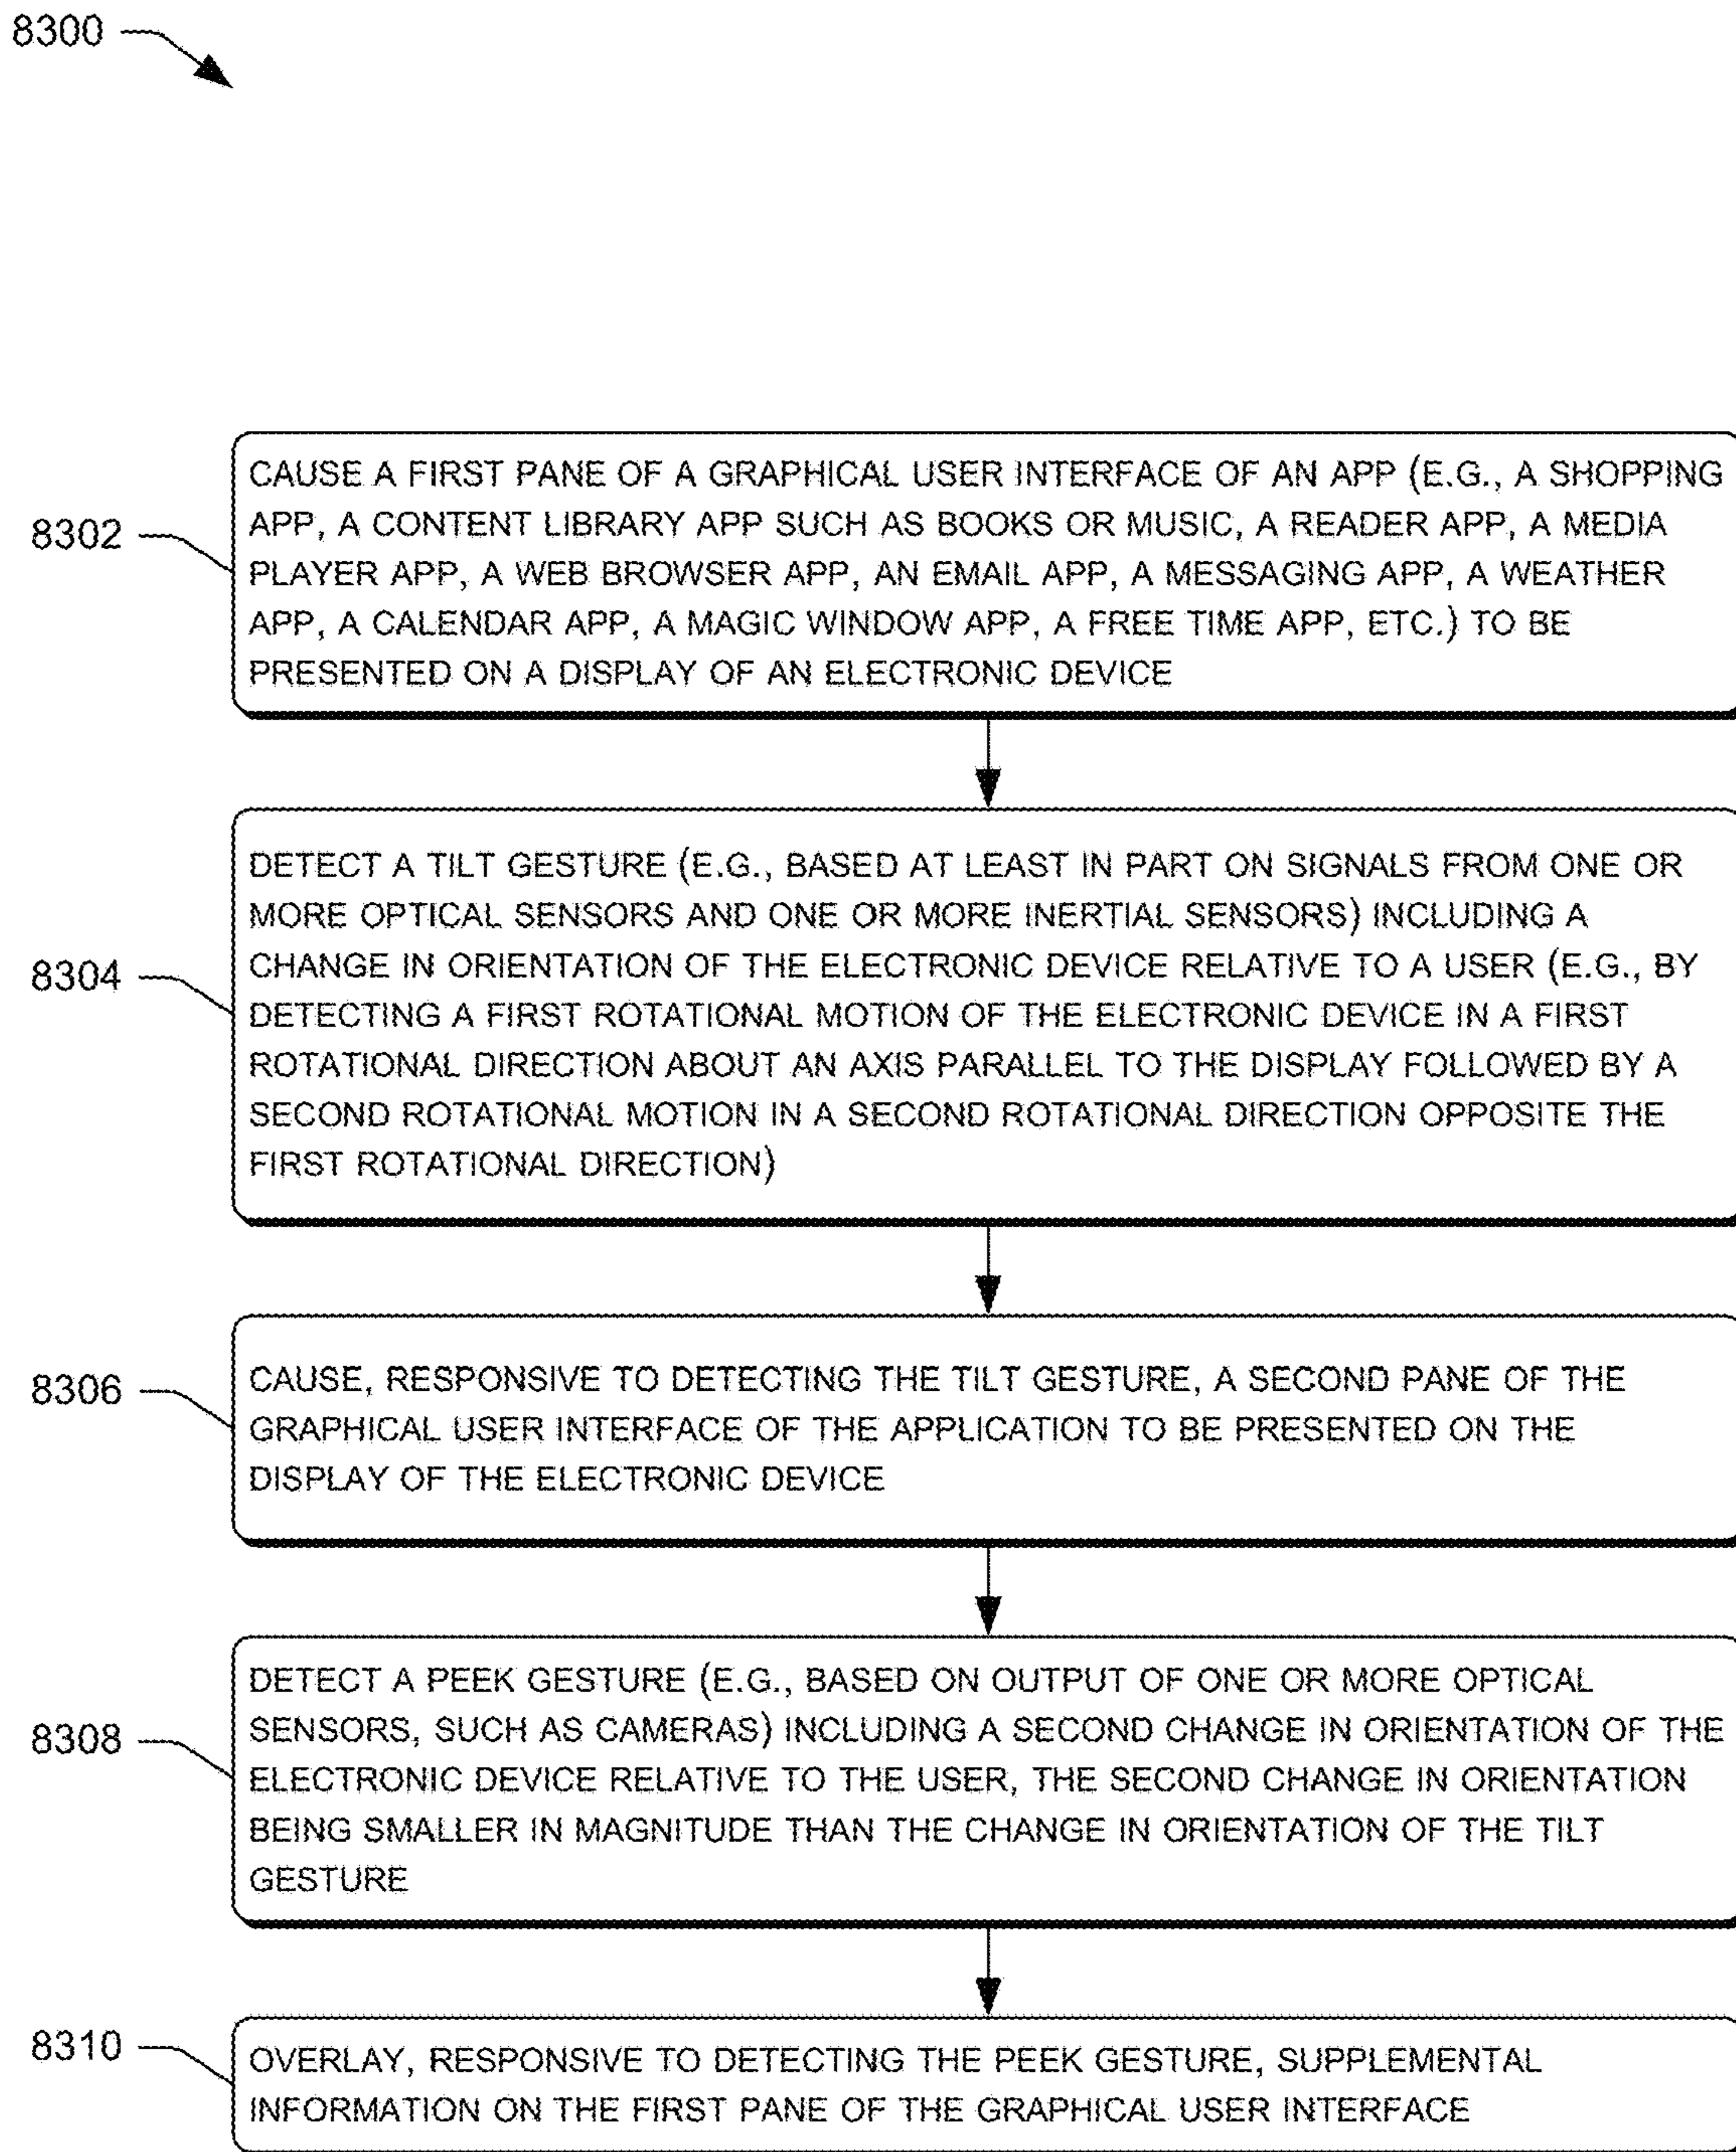 8300
8302
CAUSE A FIRST PANE OF A GRAPHICAL USER INTERFACE OF AN APP (E.G., A SHOPPING
APP, A CONTENT LIBRARY APP SUCH AS BOOKS OR MUSIC, A READER APP, A MEDIA
PLAYER APP, A WEB BROWSER APP, AN EMAIL APP, A MESSAGING APP, A WEATHER
APP, A CALENDAR APP, A MAGIC WINDOW APP, A FREE TIME APP, ETC.) TO BE
PRESENTED ON A DISPLAY OF AN ELECTRONIC DEVICE
8304
DETECT A TILT GESTURE (E.G., BASED AT LEAST IN PART ON SIGNALS FROM ONE OR
MORE OPTICAL SENSORS AND ONE OR MORE INERTIAL SENSORS) INCLUDING A
CHANGE IN ORIENTATION OF THE ELECTRONIC DEVICE RELATIVE TO A USER (E.G., BY
DETECTING A FIRST ROTATIONAL MOTION OF THE ELECTRONIC DEVICE IN A FIRST
ROTATIONAL DIRECTION ABOUT AN AXIS PARALLEL TO THE DISPLAY FOLLOWED BY A
SECOND ROTATIONAL MOTION IN A SECOND ROTATIONAL DIRECTION OPPOSITE THE
FIRST ROTATIONAL DIRECTION)
8306
CAUSE, RESPONSIVE TO DETECTING THE TILT GESTURE, A SECOND PANE OF THE
GRAPHICAL USER INTERFACE OF THE APPLICATION TO BE PRESENTED ON THE
DISPLAY OF THE ELECTRONIC DEVICE
8308
DETECT A PEEK GESTURE (E.G., BASED ON OUTPUT OF ONE OR MORE OPTICAL
SENSORS, SUCH AS CAMERAS) INCLUDING A SECOND CHANGE IN ORIENTATION OF THE
ELECTRONIC DEVICE RELATIVE TO THE USER, THE SECOND CHANGE IN ORIENTATION
BEING SMALLER IN MAGNITUDE THAN THE CHANGE IN ORIENTATION OF THE TILT
GESTURE
8310
OVERLAY, RESPONSIVE TO DETECTING THE PEEK GESTURE, SUPPLEMENTAL
INFORMATION ON THE FIRST PANE OF THE GRAPHICAL USER INTERFACE